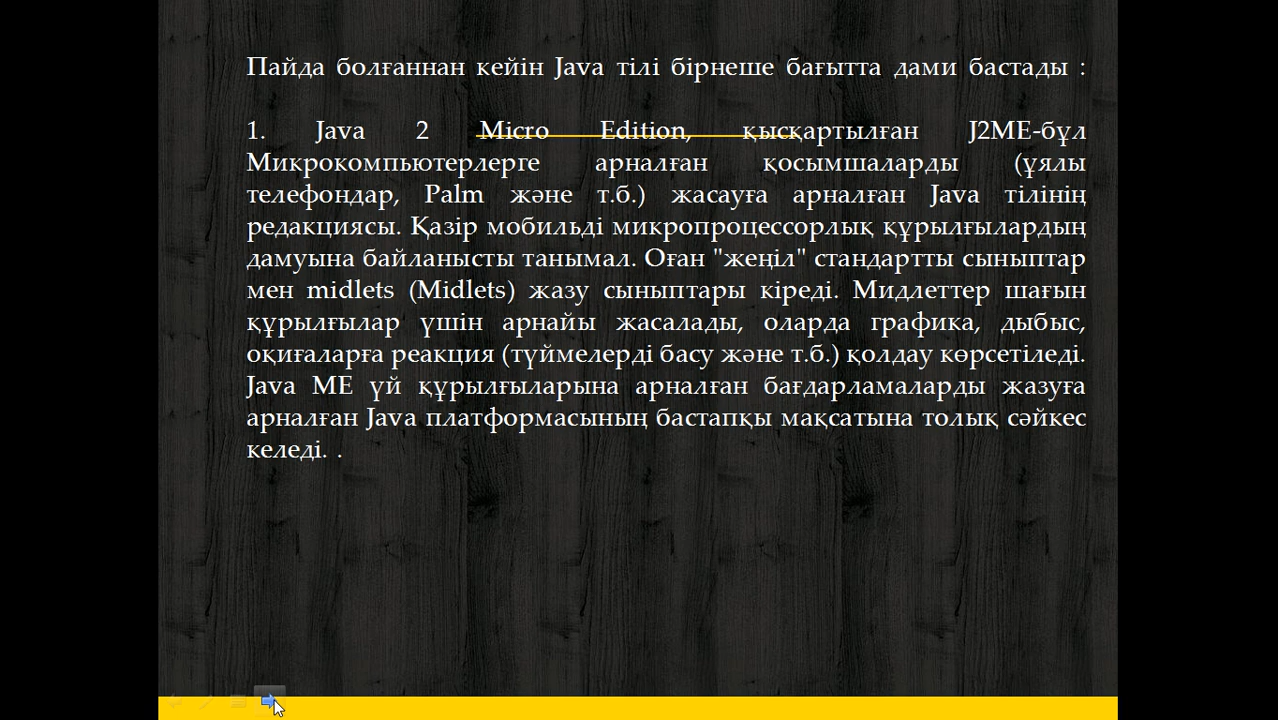 Пайда болғаннан кейін Java тілі бірнеше бағытта дами бастады :
1. Java 2 Micro Edition, қысқартылған J2ME-бұл
Микрокомпьютерлерге арналған қосымшаларды (ұялы
телефондар, Palm және т.б.) жасауға арналған Java тілінің
редакциясы. Қазір мобильді микропроцессорлық құрылғылардың
дамуына байланысты танымал. Оған "жеңіл" стандартты сыныптар
мен midlets (Midlets) жазу сыныптары кіреді. Мидлеттер шағын
құрылғылар үшін арнайы жасалады, оларда графика, дыбыс,
оқиғаларға реакция (түймелерді басу және т.б.) қолдау көрсетіледі.
Java ME үй құрылғыларына арналған бағдарламаларды жазуға
арналған Java платформасының бастапқы мақсатына толық сәйкес
келеді. .